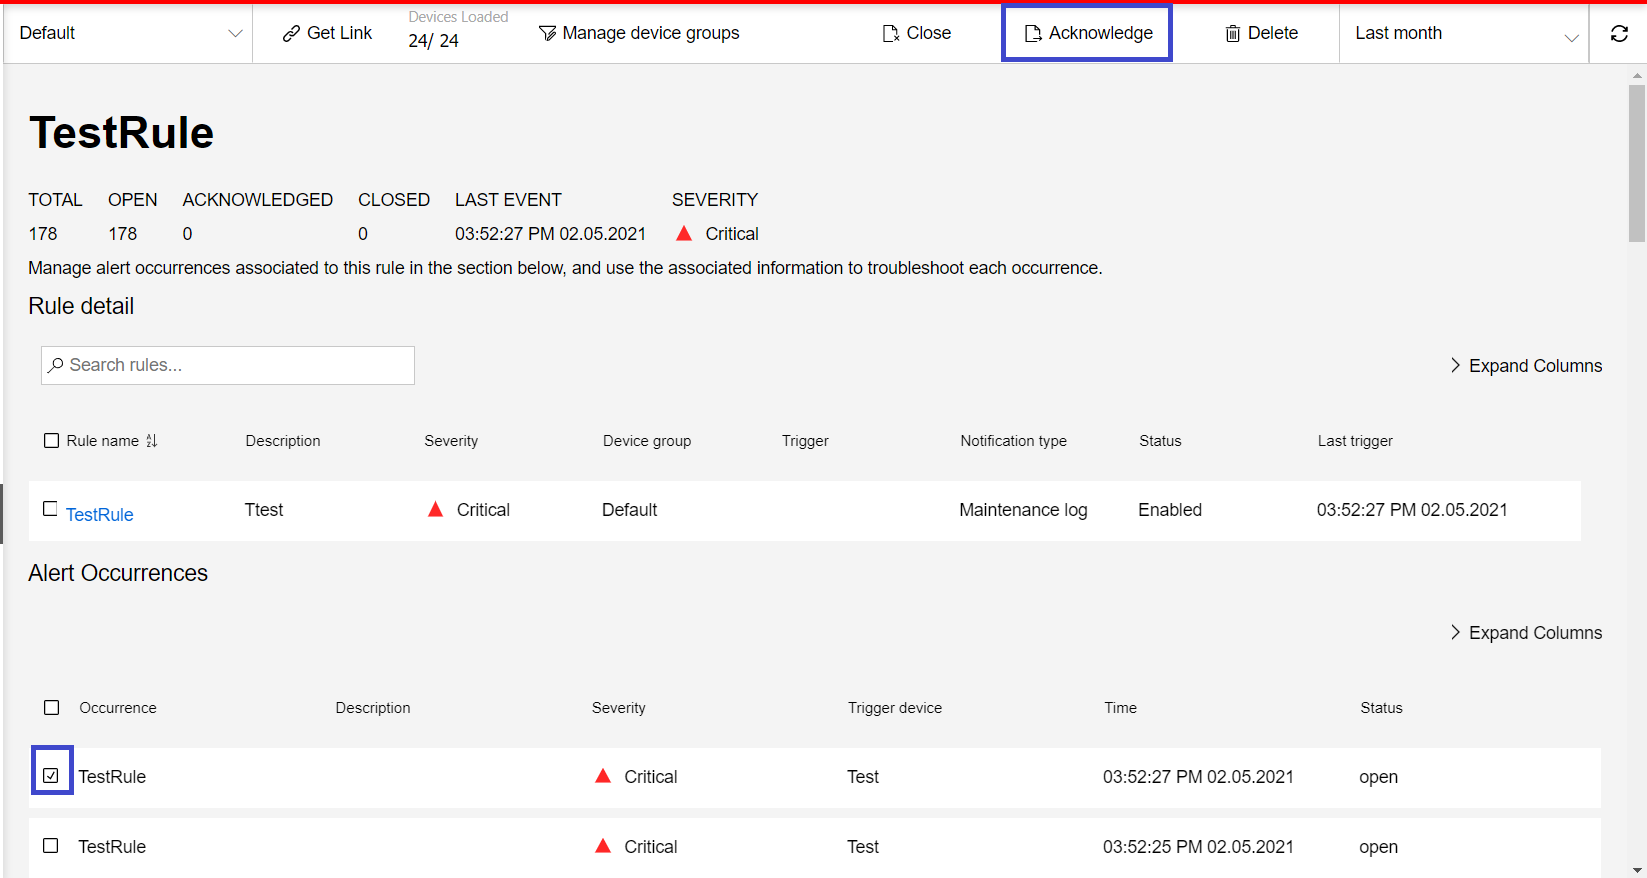 Default
Get Link
Devices Loaded
24/ 24
Manage device groups
Close
Acknowledge
Delete
Last month
TestRule
TOTAL OPEN ACKNOWLEDGED CLOSED LAST EVENT SEVERITY
178 178 0 0 03:52:27 PM 02.05.2021 Critical
Manage alert occurrences associated to this rule in the section below, and use the associated information to troubleshoot each occurrence.
Rule detail
Search rules...
Expand Columns
Rule name Description Severity Device group Trigger Notification type Status Last trigger
TestRule Ttest Critical Default Maintenance log Enabled 03:52:27 PM 02.05.2021
Alert Occurrences
Expand Columns
Occurrence Description Severity Trigger device Time Status
TestRule Critical Test 03:52:27 PM 02.05.2021 open
TestRule Critical Test 03:52:25 PM 02.05.2021 open